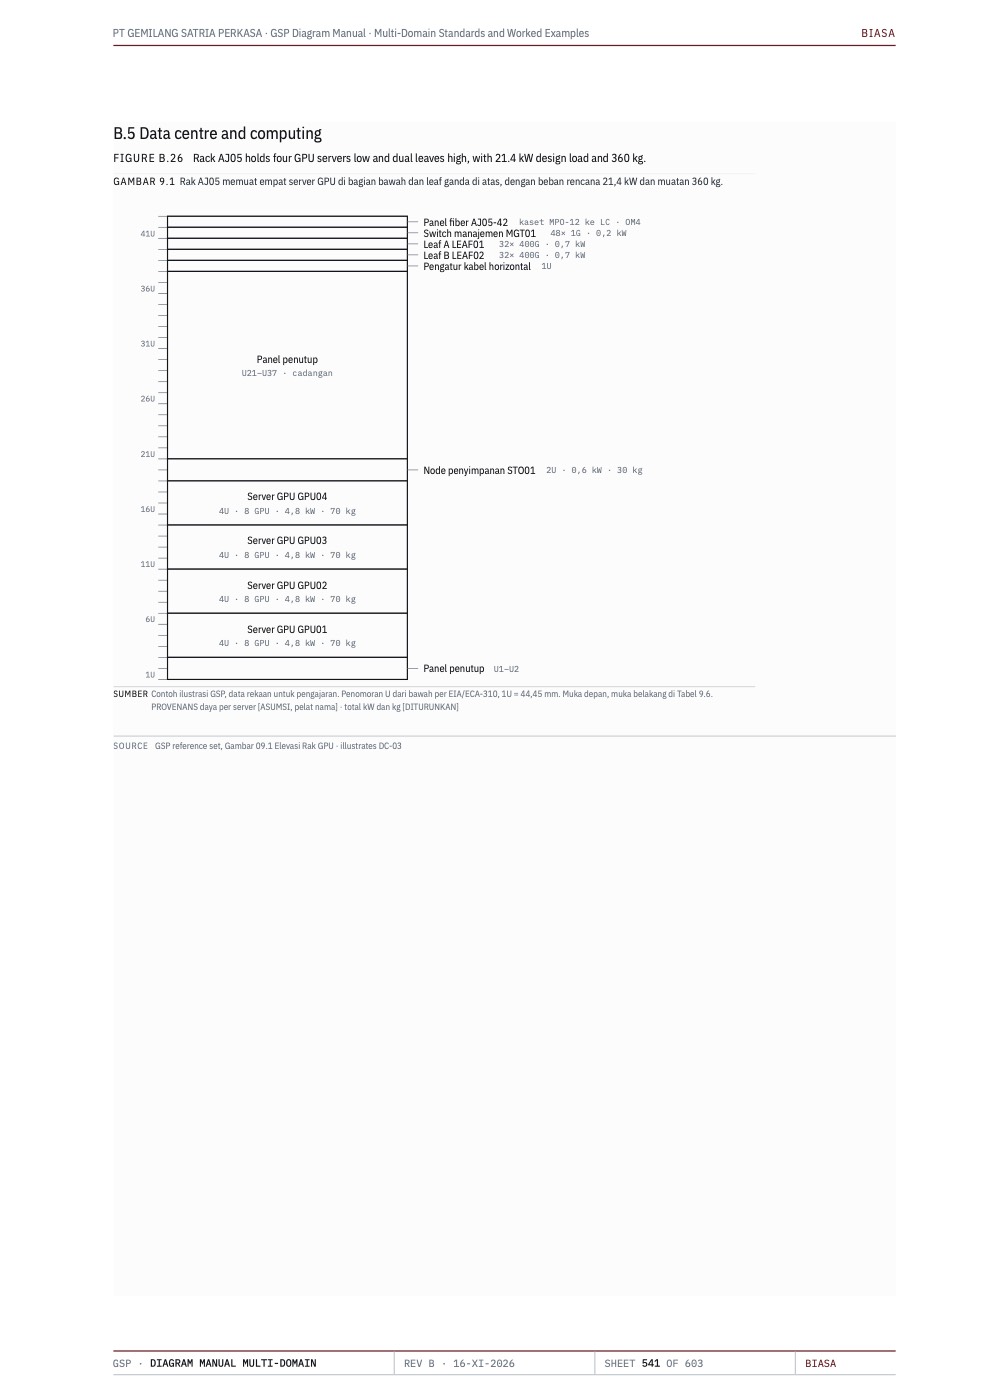 PT GEMILANG SATRIA PERKASA · GSP Diagram Manual · Multi-Domain Standards and Worked Examples BIASA
B.5 Data centre and computing
FIGURE B.26 Rack AJ05 holds four GPU servers low and dual leaves high, with 21.4 kW design load and 360 kg.
GAMBAR 9.1 Rak AJ05 memuat empat server GPU di bagian bawah dan leaf ganda di atas, dengan beban rencana 21,4 kW dan muatan 360 kg.
Panel fiber AJ05-42 kaset MPO-12 ke LC · OM4
41U Switch manajemen MGT01 48× 1G · 0,2 kW
Leaf A LEAF01 32× 400G · 0,7 kW
Leaf B LEAF02 32× 400G · 0,7 kW
Pengatur kabel horizontal 1U
36U
31U
Panel penutup
U21–U37 · cadangan
26U
21U
Node penyimpanan STO01 2U · 0,6 kW · 30 kg
Server GPU GPU04
16U 4U · 8 GPU · 4,8 kW · 70 kg
Server GPU GPU03
4U · 8 GPU · 4,8 kW · 70 kg
11U
Server GPU GPU02
4U · 8 GPU · 4,8 kW · 70 kg
6U
Server GPU GPU01
4U · 8 GPU · 4,8 kW · 70 kg
Panel penutup U1–U2
1U
SUMBER Contoh ilustrasi GSP, data rekaan untuk pengajaran. Penomoran U dari bawah per EIA/ECA-310, 1U = 44,45 mm. Muka depan, muka belakang di Tabel 9.6.
PROVENANS daya per server [ASUMSI, pelat nama] · total kW dan kg [DITURUNKAN]
SOURCE GSP reference set, Gambar 09.1 Elevasi Rak GPU · illustrates DC-03
GSP · DIAGRAM MANUAL MULTI-DOMAIN REV B · 16-XI-2026 SHEET 541 OF 603 BIASA